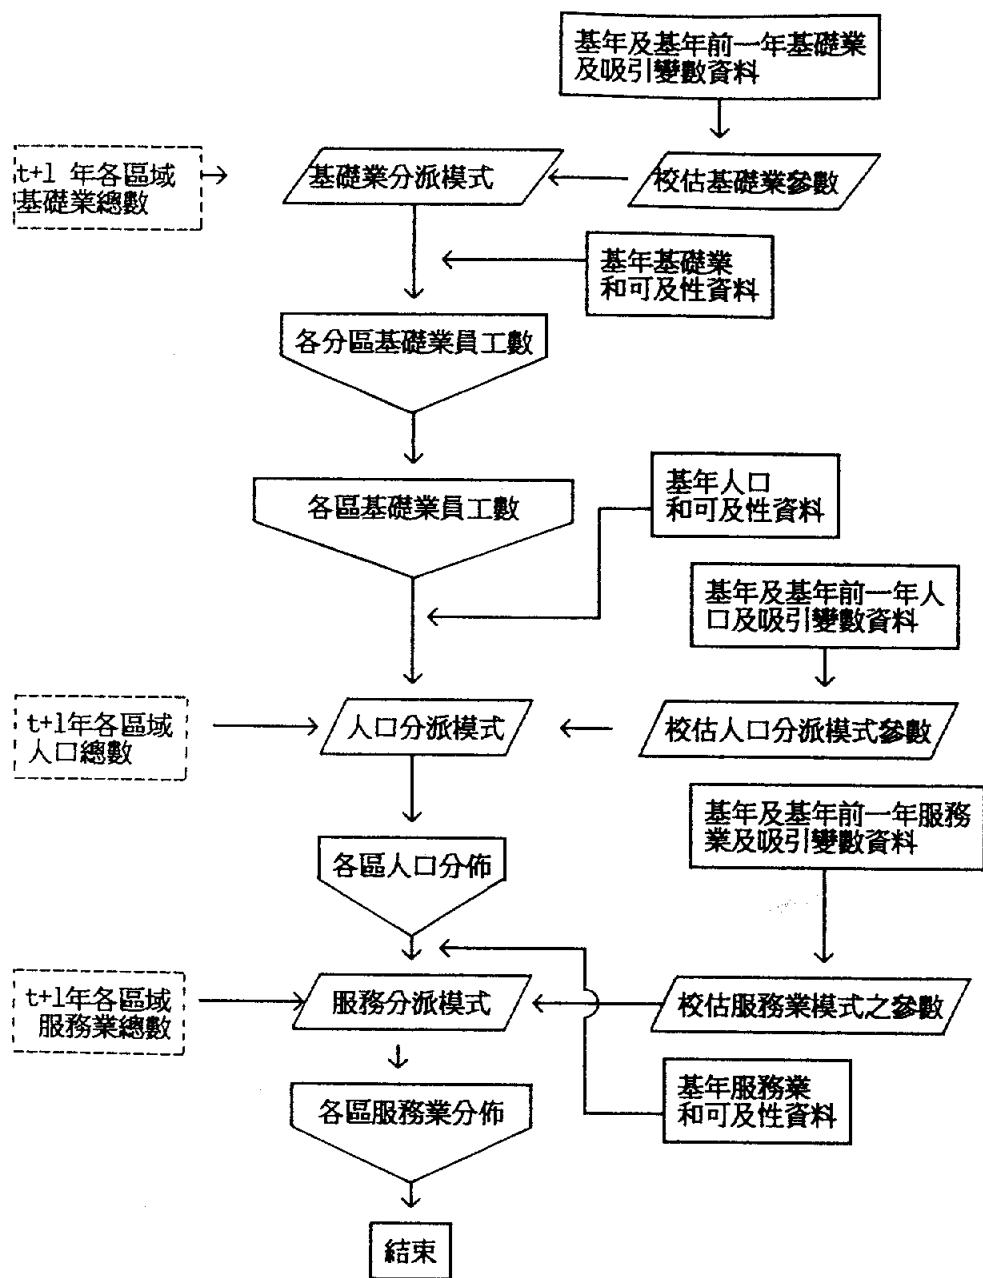 基年及基年前一年基礎業
及吸引變數資料
t+1 年各區域
基礎業總數
基礎業分派模式
校估基礎業參數
基年基礎業
和可及性資料
各分區基礎業員工數
各區基礎業員工數
基年人口
和可及性資料
基年及基年前一年人
口及吸引變數資料
t+1年各區域
人口總數
人口分派模式
校估人口分派模式參數
基年及基年前一年服務
業及吸引變數資料
各區人口分佈
t+1年各區域
服務業總數
服務分派模式
校估服務業模式之參數
基年服務業
和可及性資料
各區服務業分佈
結束